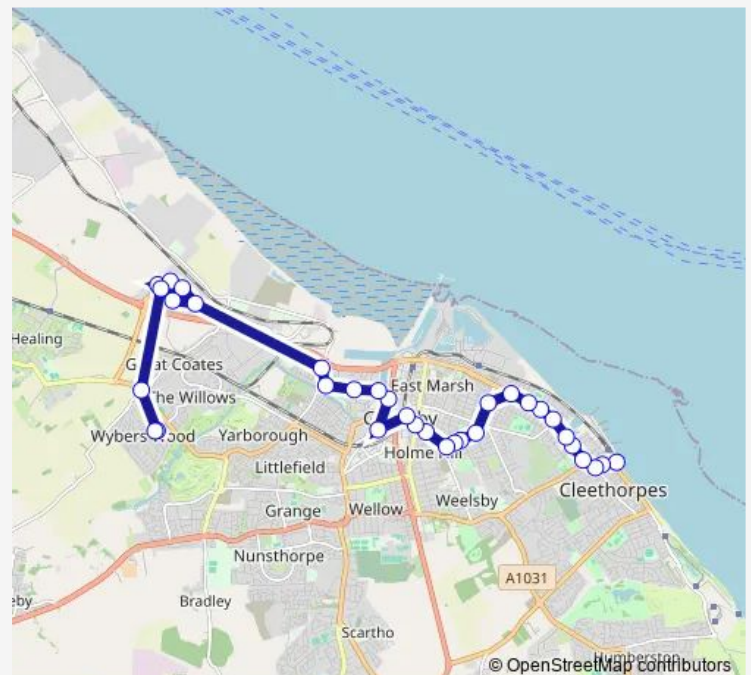 Healing
Great Coates
The Willows
Wybers Wood
Yarborough
Littlefield
East Marsh
Holme Hill
Grange
Wellow
Weelsby
Cleethorpes
Nunsthorpe
A1031
Bradley
Scartho
Humberston
© OpenStreetMap contributors